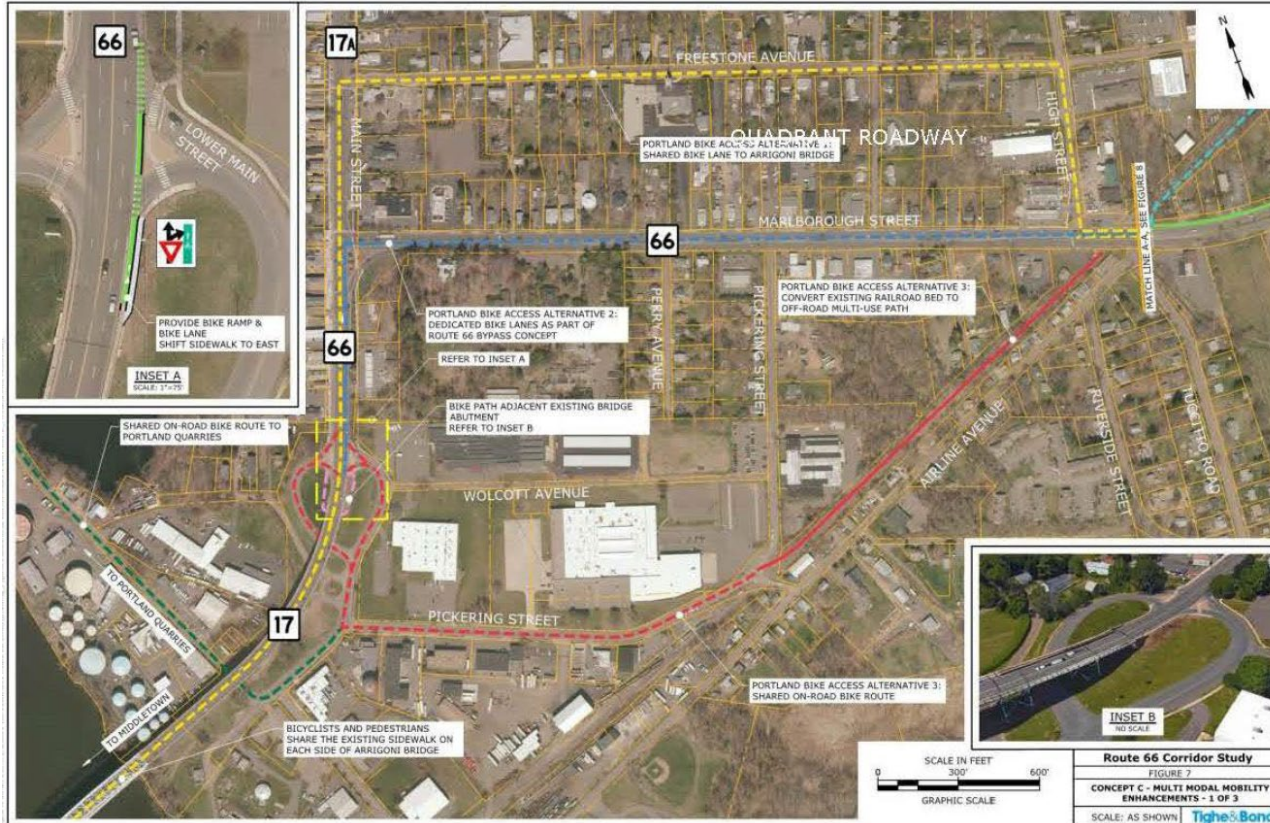 66
LOWER MAIN
STREET
PROVIDE BIKE RAMP &
BIKE LANE
SHIFT SIDEWALK TO EAST
INSET A
SCALE: 1"=75'
17A
N
FREESTONE AVENUE
MAIN STREET
PORTLAND BIKE ACCESS ALTERNATIVE 1:
SHARED BIKE LANE TO ARRIGONI BRIDGE
QUADRANT ROADWAY
HIGH STREET
MARLBOROUGH STREET
66
MATCH LINE A-A, SEE FIGURE 8
PORTLAND BIKE ACCESS ALTERNATIVE 2:
DEDICATED BIKE LANES AS PART OF
ROUTE 66 BYPASS CONCEPT
PERRY AVENUE
PICKERING STREET
PORTLAND BIKE ACCESS ALTERNATIVE 3:
CONVERT EXISTING RAILROAD BED TO
OFF-ROAD MULTI-USE PATH
66
REFER TO INSET A
BIKE PATH ADJACENT EXISTING BRIDGE
ABUTMENT
REFER TO INSET B
RIVERSIDE STREET
TUCCITTO ROAD
AIRLINE AVENUE
SHARED ON-ROAD BIKE ROUTE TO
PORTLAND QUARRIES
WOLCOTT AVENUE
TO PORTLAND QUARRIES
17
PICKERING STREET
TO MIDDLETOWN
BICYCLISTS AND PEDESTRIANS
SHARE THE EXISTING SIDEWALK ON
EACH SIDE OF ARRIGONI BRIDGE
PORTLAND BIKE ACCESS ALTERNATIVE 3:
SHARED ON-ROAD BIKE ROUTE
INSET B
NO SCALE
SCALE IN FEET
0 300' 600'
GRAPHIC SCALE
Route 66 Corridor Study
FIGURE 7
CONCEPT C - MULTI MODAL MOBILITY
ENHANCEMENTS - 1 OF 3
SCALE: AS SHOWN
Tighe&Bond